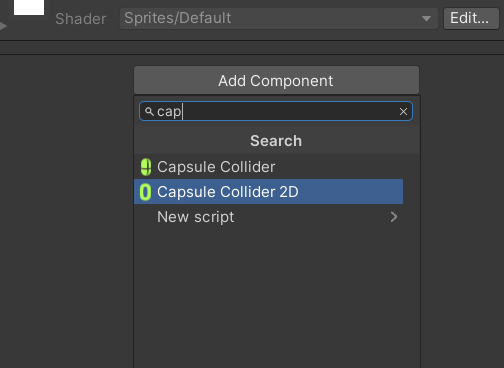 Shader Sprites/Default Edit...
Add Component
cap
Search
Capsule Collider
Capsule Collider 2D
New script